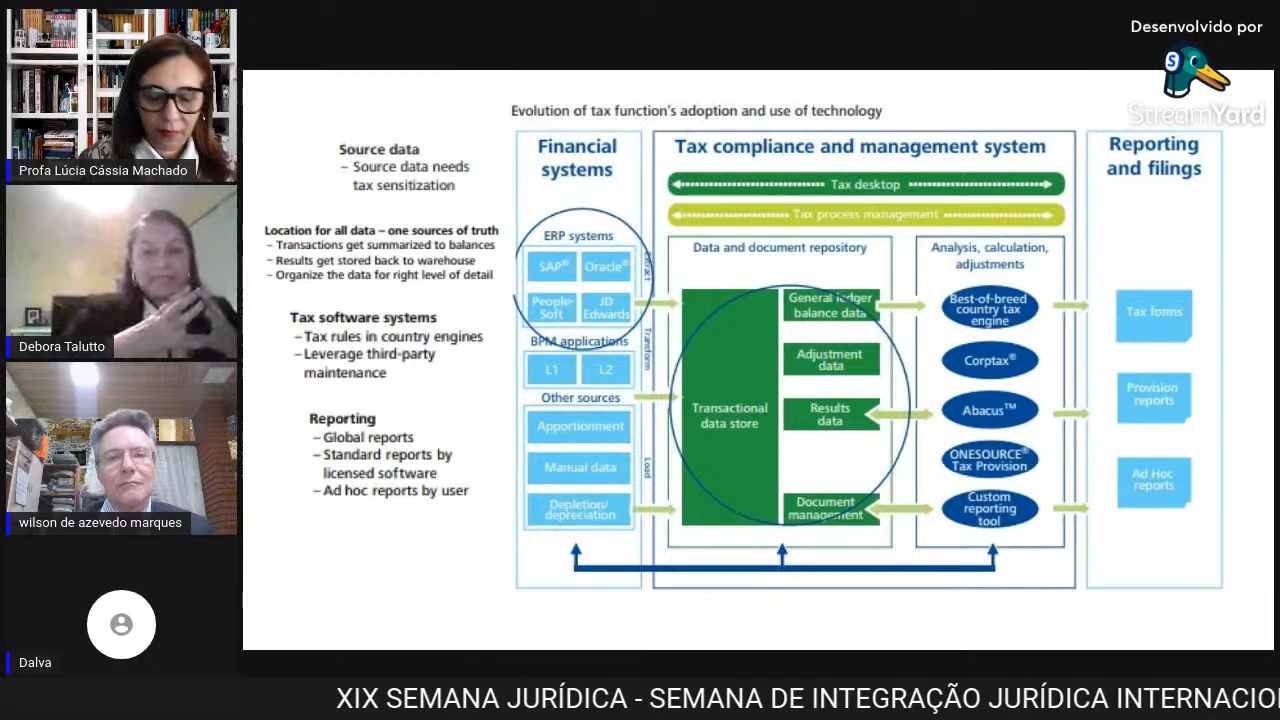 Desenvolvido por
S
StreamYard
Profa Lúcia Cássia Machado
Debora Talutto
wilson de azevedo marques
Dalva
Evolution of tax function's adoption and use of technology
Source data
– Source data needs
tax sensitization
Location for all data – one sources of truth
– Transactions get summarized to balances
– Results get stored back to warehouse
– Organize the data for right level of detail
Tax software systems
– Tax rules in country engines
– Leverage third-party
maintenance
Reporting
– Global reports
– Standard reports by
licensed software
– Ad hoc reports by user
Financial
systems
ERP systems
SAP®
Oracle®
People-
Soft
JD
Edwards
BPM applications
L1
L2
Other sources
Apportionment
Manual data
Depletion/
depreciation
Extract
Transform
Load
Tax compliance and management system
Tax desktop
Tax process management
Data and document repository
Transactional
data store
General ledger
balance data
Adjustment
data
Results
data
Document
management
Analysis, calculation,
adjustments
Best-of-breed
country tax
engine
Corptax®
Abacus™
ONESOURCE®
Tax Provision
Custom
reporting
tool
Reporting
and filings
Tax forms
Provision
reports
Ad Hoc
reports
XIX SEMANA JURÍDICA - SEMANA DE INTEGRAÇÃO JURÍDICA INTERNACIO